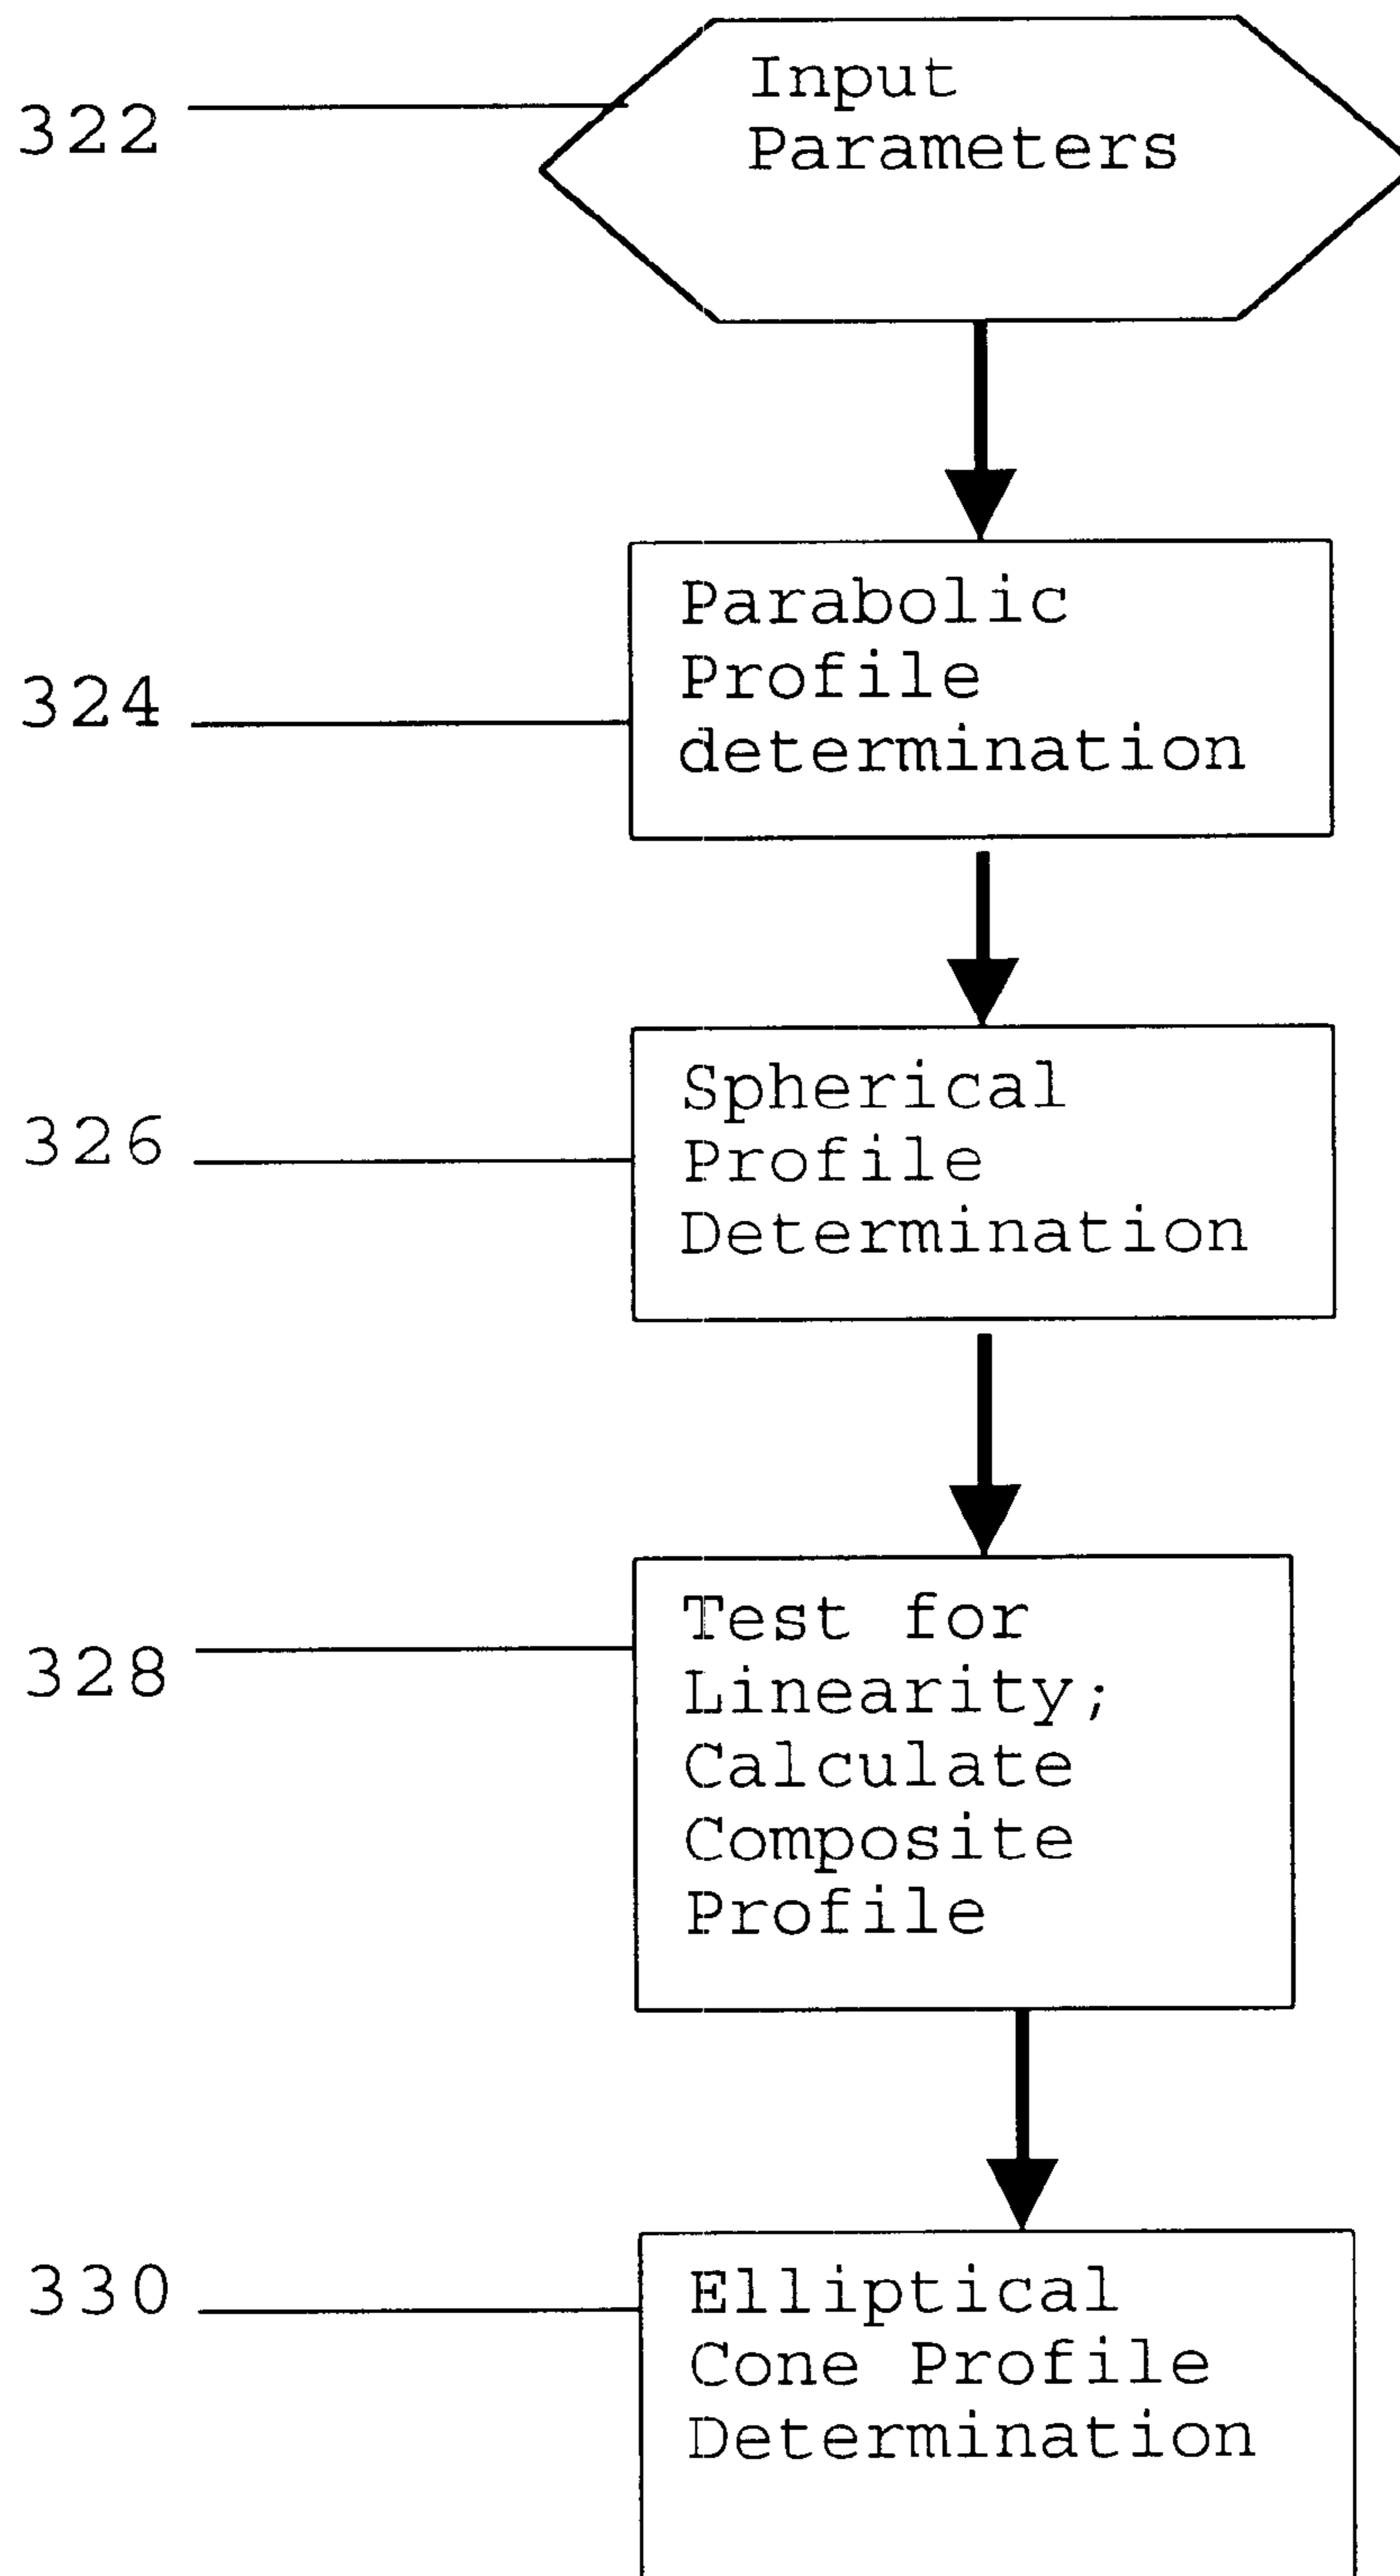 322
Input
Parameters
324
Parabolic
Profile
determination
326
Spherical
Profile
Determination
328
Test for
Linearity;
Calculate
Composite
Profile
330
Elliptical
Cone Profile
Determination